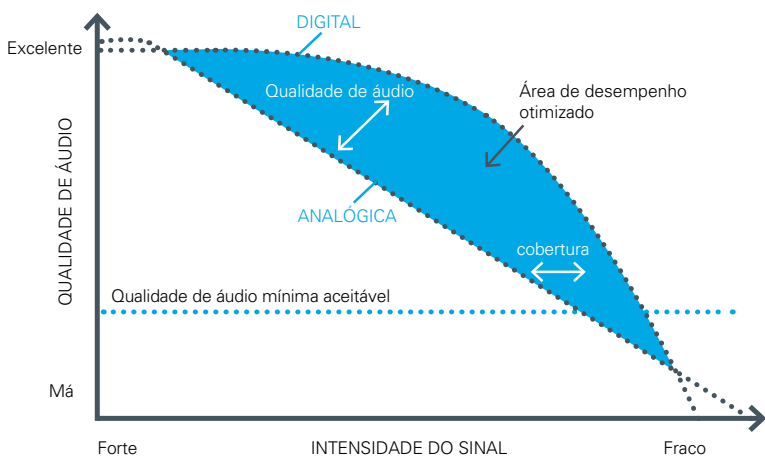 DIGITAL
Excelente
Qualidade de áudio
Área de desempenho
otimizado
QUALIDADE DE ÁUDIO
ANALÓGICA
cobertura
Qualidade de áudio mínima aceitável
Má
Forte
INTENSIDADE DO SINAL
Fraco